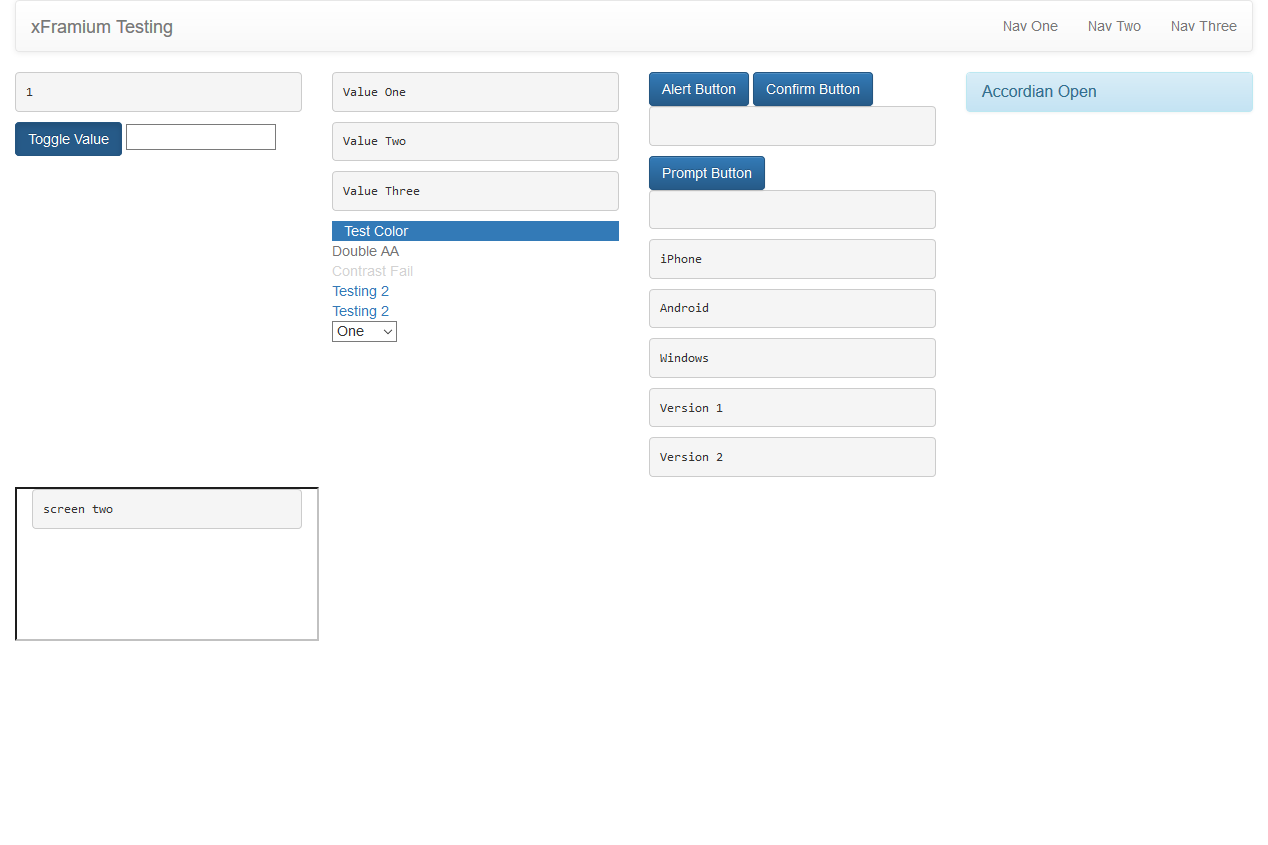 xFramium Testing
Nav One Nav Two Nav Three
1
Toggle Value
Value One
Value Two
Value Three
Test Color
Double AA
Contrast Fail
Testing 2
Testing 2
One
Alert Button Confirm Button
Prompt Button
iPhone
Android
Windows
Version 1
Version 2
Accordian Open
screen two